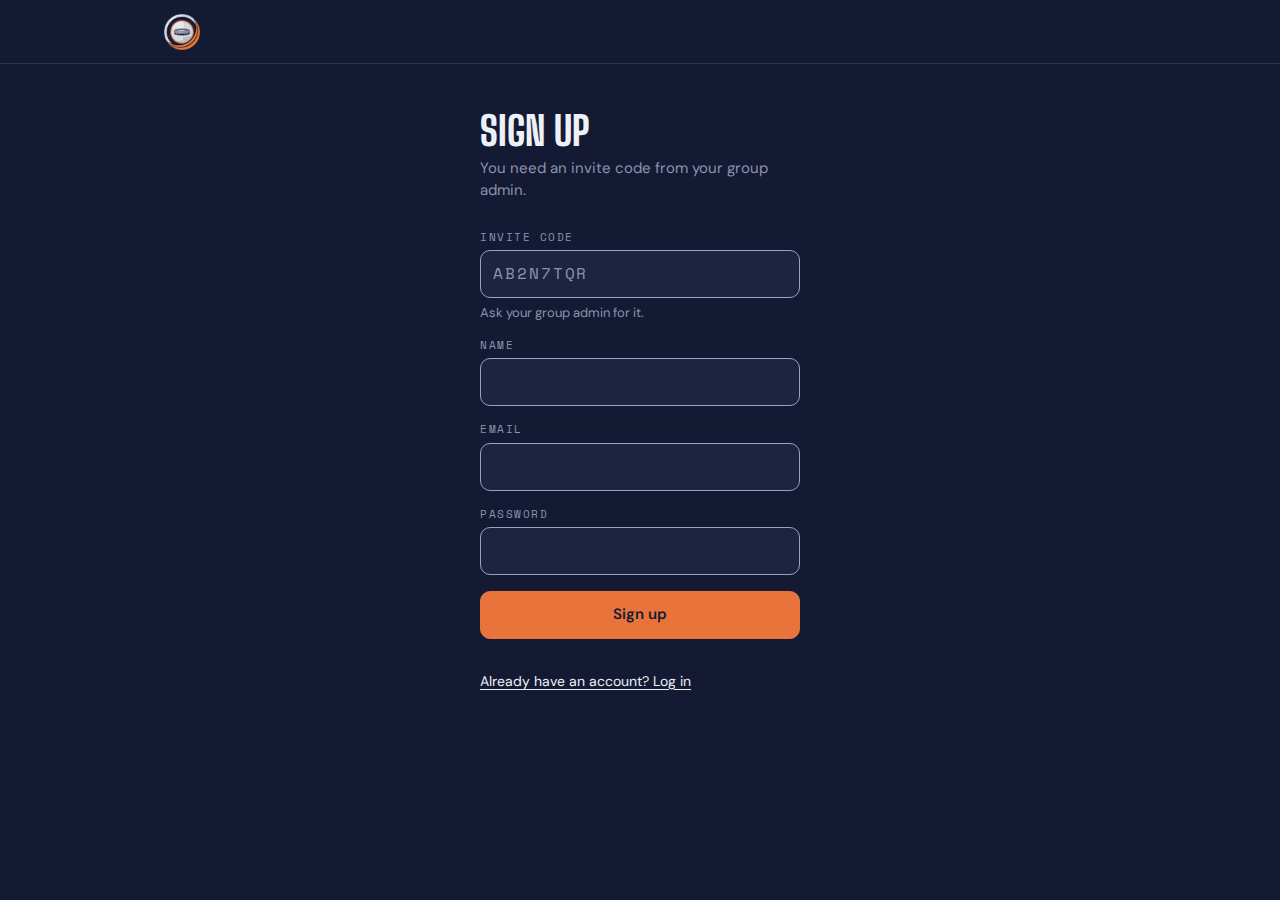 SIGN UP
You need an invite code from your group
admin.
INVITE CODE
AB2N7TQR
Ask your group admin for it.
NAME
EMAIL
PASSWORD
Sign up
Already have an account? Log in